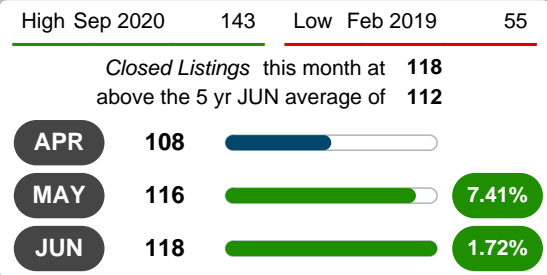 High Sep 2020 143 Low Feb 2019 55
Closed Listings this month at 118
above the 5 yr JUN average of 112
APR 108
MAY 116 7.41%
JUN 118 1.72%